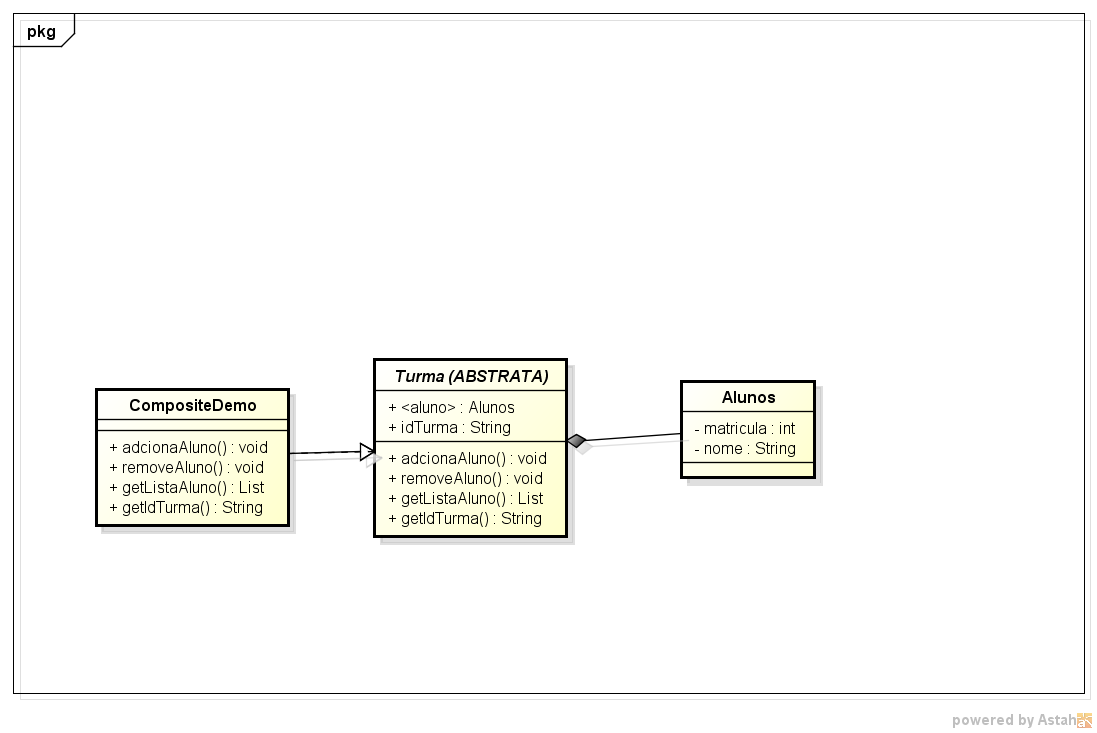 pkg
CompositeDemo
+ adcionaAluno() : void
+ removeAluno() : void
+ getListaAluno() : List
+ getIdTurma() : String
Turma (ABSTRATA)
+ <aluno> : Alunos
+ idTurma : String
+ adcionaAluno() : void
+ removeAluno() : void
+ getListaAluno() : List
+ getIdTurma() : String
Alunos
- matricula : int
- nome : String
powered by Astah